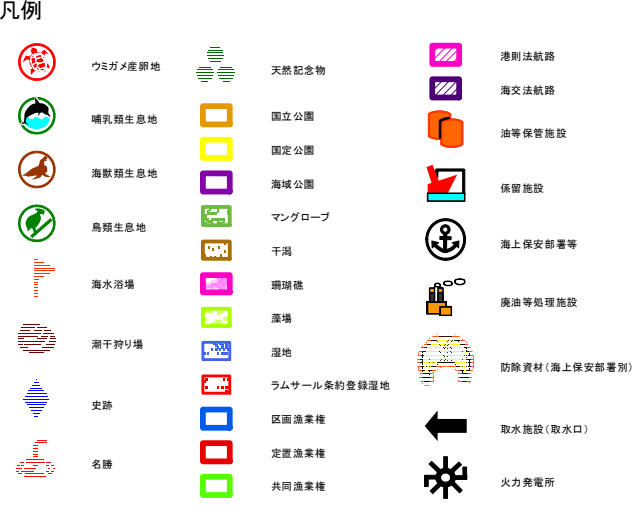 凡例
ウミガメ産卵地
哺乳類生息地
海獣類生息地
鳥類生息地
海水浴場
潮干狩り場
史跡
名勝
天然記念物
国立公園
国定公園
海域公園
マングローブ
干潟
珊瑚礁
藻場
湿地
ラムサール条約登録湿地
区画漁業権
定置漁業権
共同漁業権
港則法航路
海交法航路
油等保管施設
係留施設
海上保安部署等
廃油等処理施設
防除資材(海上保安部署別)
取水施設(取水口)
火力発電所